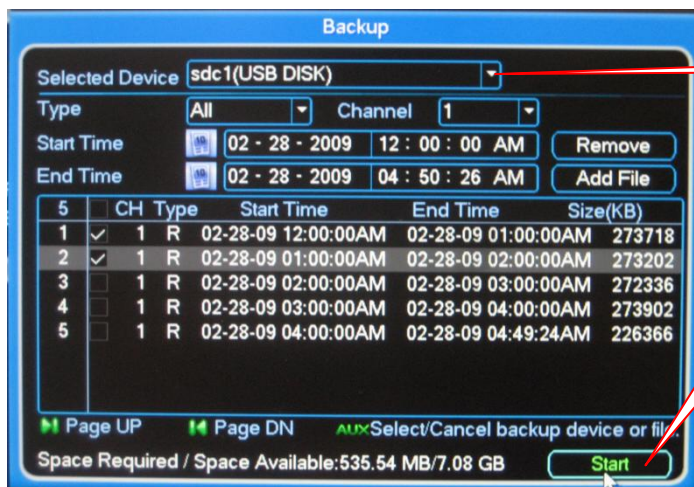 Backup
Selected Device sdc1(USB DISK)
Type All Channel 1
Start Time 02 - 28 - 2009 12 : 00 : 00 AM Remove
End Time 02 - 28 - 2009 04 : 50 : 26 AM Add File
5 CH Type Start Time End Time Size(KB)
1 1 R 02-28-09 12:00:00AM 02-28-09 01:00:00AM 273718
2 1 R 02-28-09 01:00:00AM 02-28-09 02:00:00AM 273202
3 1 R 02-28-09 02:00:00AM 02-28-09 03:00:00AM 272336
4 1 R 02-28-09 03:00:00AM 02-28-09 04:00:00AM 273902
5 1 R 02-28-09 04:00:00AM 02-28-09 04:49:24AM 226366
Page UP Page DN AUX Select/Cancel backup device or file.
Space Required / Space Available:535.54 MB/7.08 GB Start